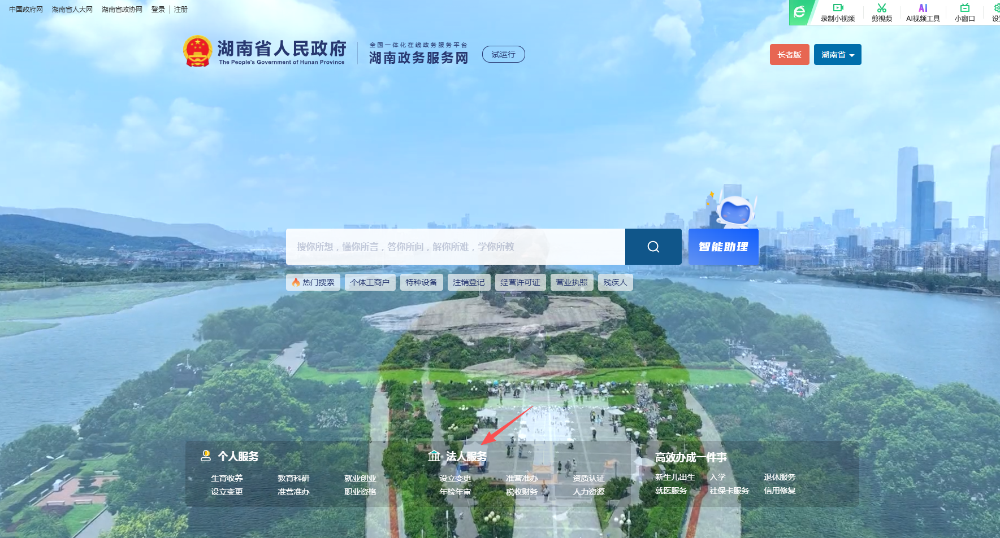 中国政府网 湖南省人大网 湖南省政协网 登录 | 注册
录制小视频 剪视频 AI AI视频工具 小窗口
湖南省人民政府
The People's Government of Hunan Province
全国一体化在线政务服务平台
湖南政务服务网
试运行
长者版 湖南省
搜你所想，懂你所言，答你所问，解你所难，学你所教
智能助理
热门搜索 个体工商户 特种设备 注销登记 经营许可证 营业执照 残疾人
个人服务
生育收养 教育科研 就业创业
设立变更 准营准办 职业资格
法人服务
设立变更 准营准办 资质认证
年检年审 税收财务 人力资源
高效办成一件事
新生儿出生 入学 退休服务
就医服务 社保卡服务 信用修复